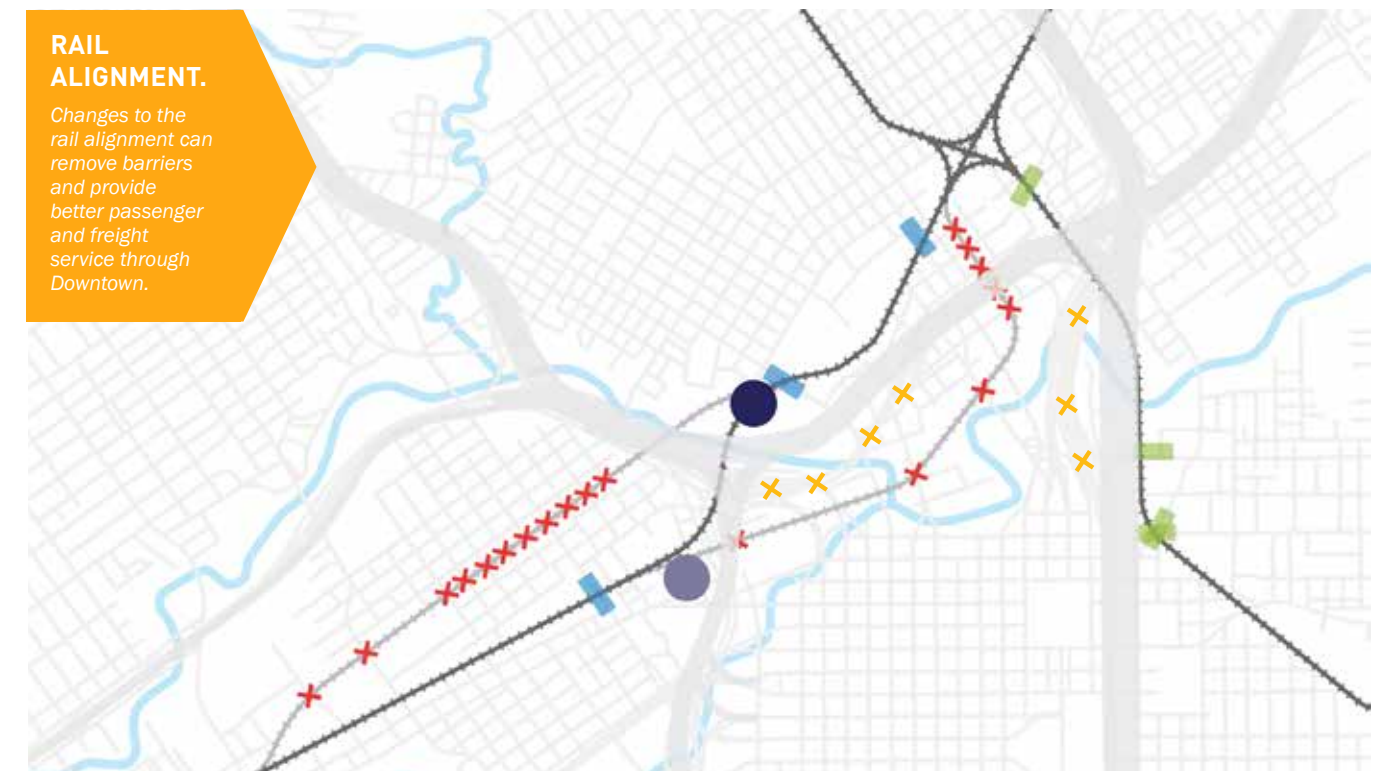 RAIL
ALIGNMENT.
Changes to the
rail alignment can
remove barriers
and provide
better passenger
and freight
service through
Downtown.